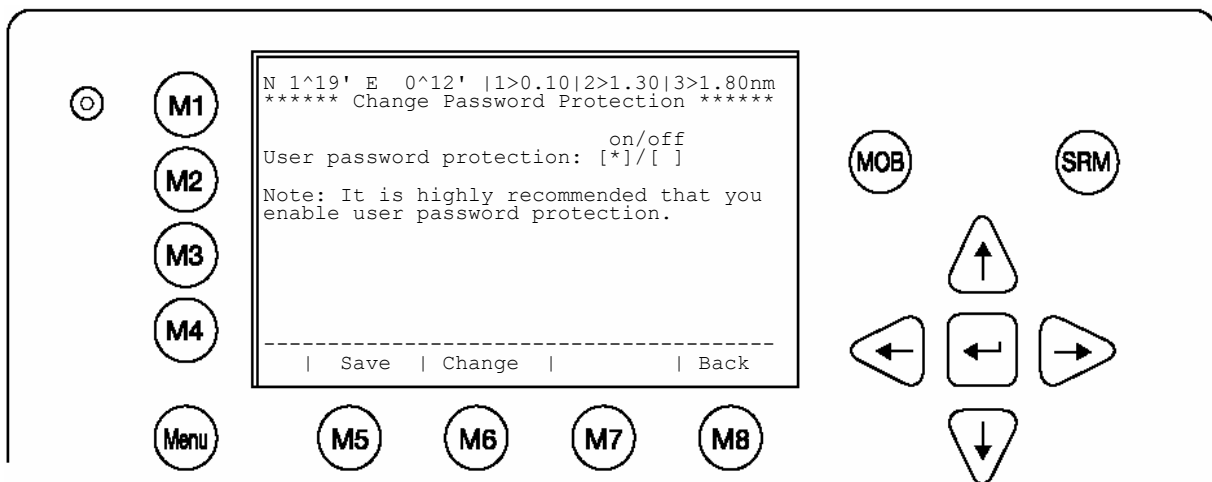 N 1^19' E  0^12' |1>0.10|2>1.30|3>1.80nm
****** Change Password Protection ******
on/off
User password protection: [*]/[ ]
Note: It is highly recommended that you
enable user password protection.
----------------------------------------
| Save | Change | | Back
M1
M2
M3
M4
Menu
M5
M6
M7
M8
MOB
SRM